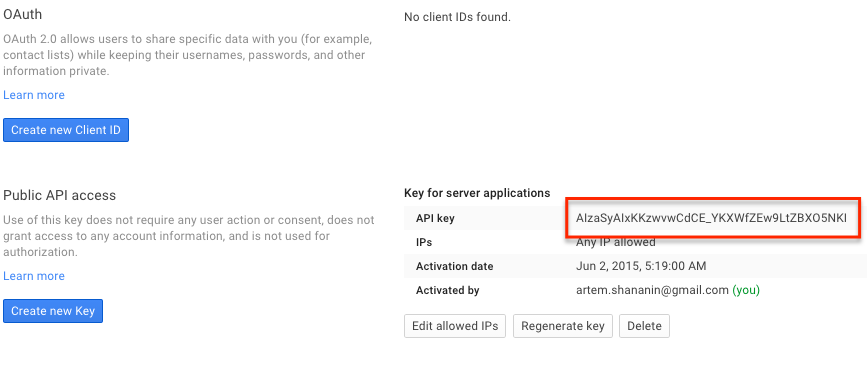 OAuth
OAuth 2.0 allows users to share specific data with you (for example,
contact lists) while keeping their usernames, passwords, and other
information private.
Learn more
Create new Client ID
No client IDs found.
Public API access
Use of this key does not require any user action or consent, does not
grant access to any account information, and is not used for
authorization.
Learn more
Create new Key
Key for server applications
API key AIzaSyAIxKKzwvwCdCE_YKXWfZEw9LtZBXO5NKI
IPs Any IP allowed
Activation date Jun 2, 2015, 5:19:00 AM
Activated by artem.shananin@gmail.com (you)
Edit allowed IPs Regenerate key Delete